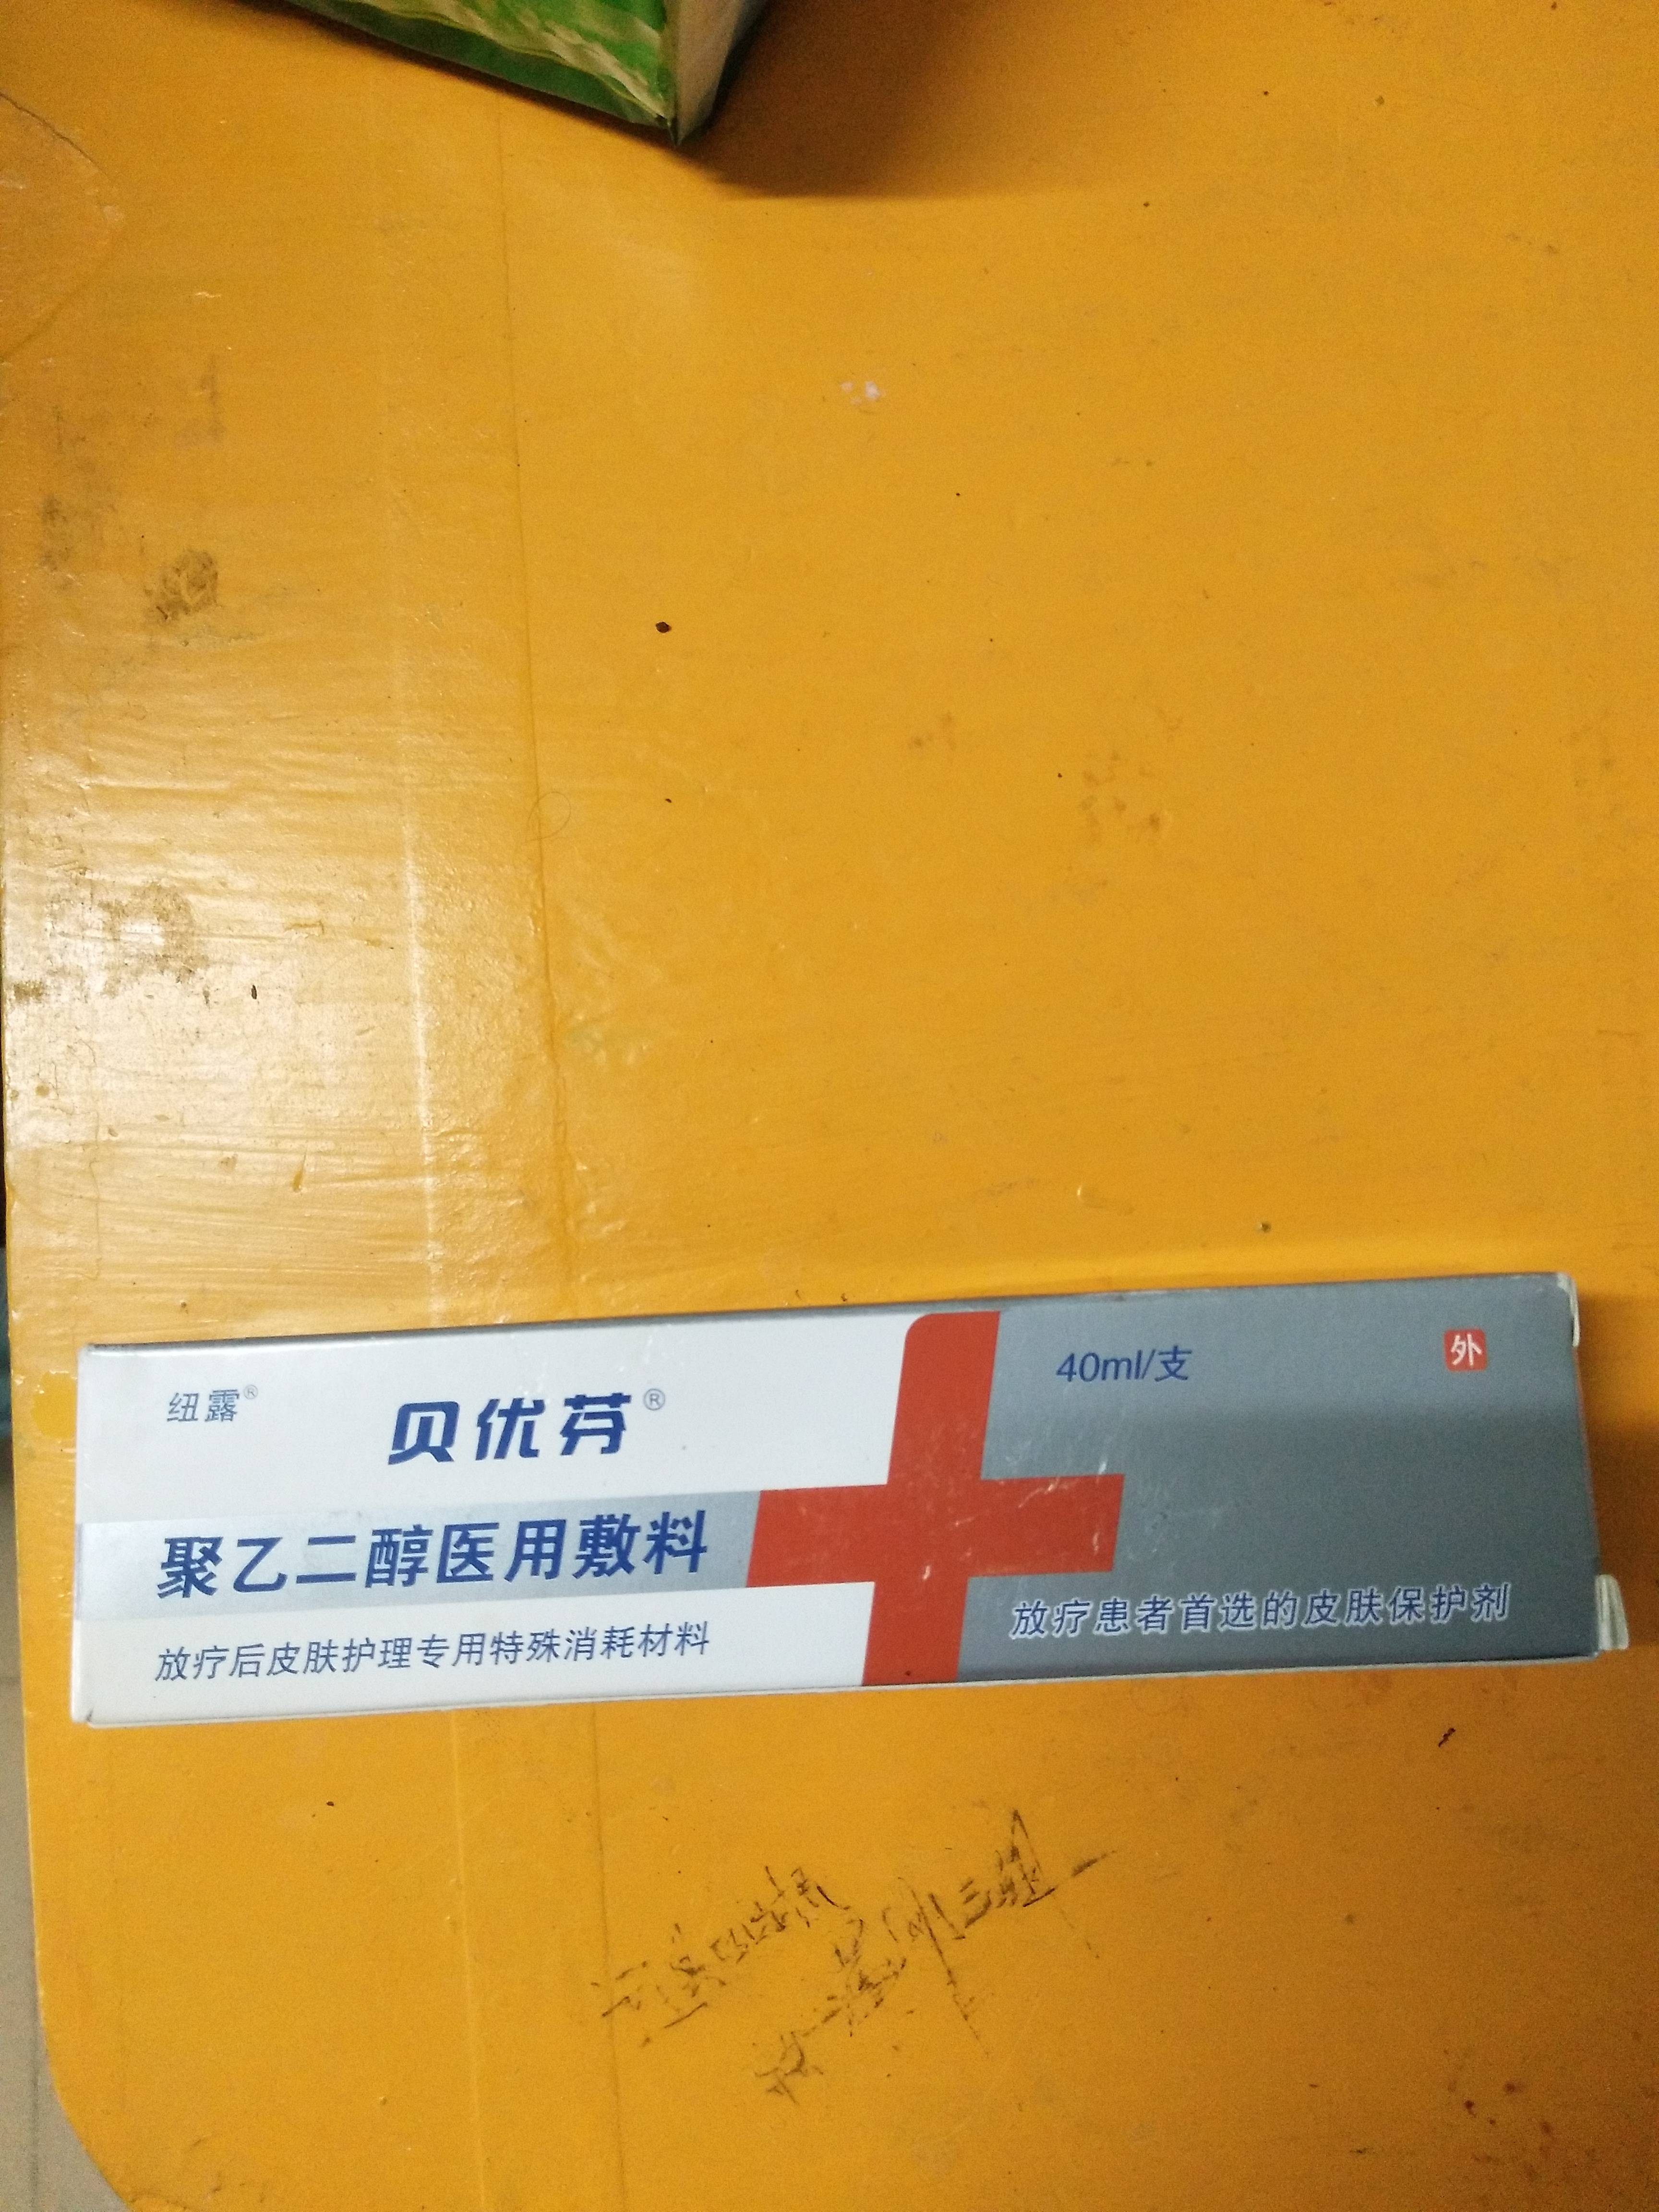 纽露®
贝优芬®
聚乙二醇医用敷料
放疗后皮肤护理专用特殊消耗材料
40ml/支
外
放疗患者首选的皮肤保护剂